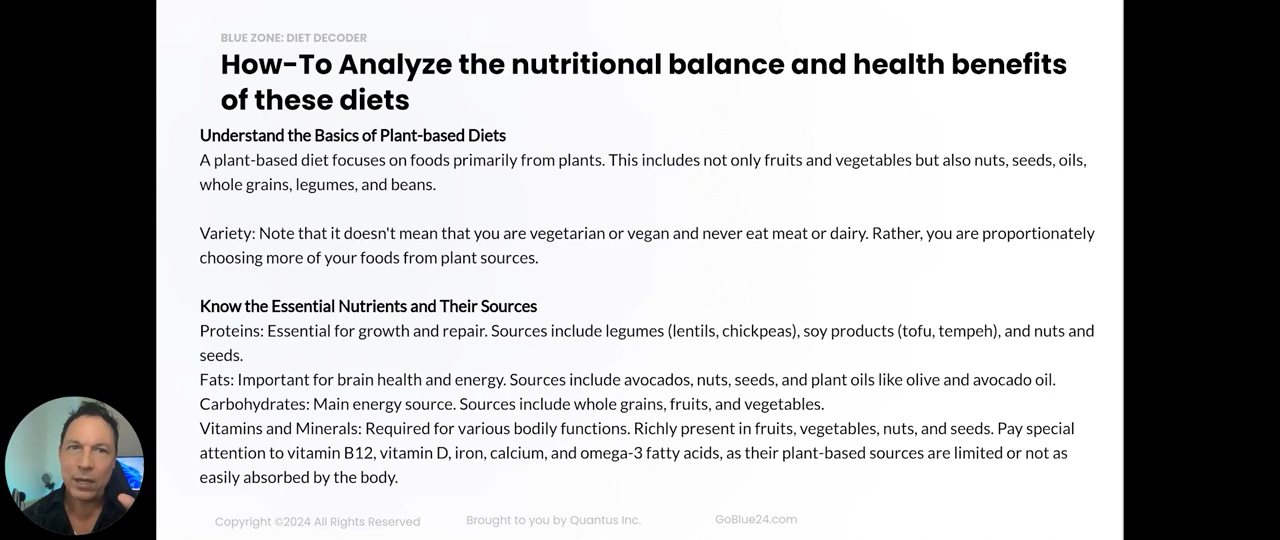 BLUE ZONE: DIET DECODER
How-To Analyze the nutritional balance and health benefits
of these diets
Understand the Basics of Plant-based Diets
A plant-based diet focuses on foods primarily from plants. This includes not only fruits and vegetables but also nuts, seeds, oils,
whole grains, legumes, and beans.
Variety: Note that it doesn't mean that you are vegetarian or vegan and never eat meat or dairy. Rather, you are proportionately
choosing more of your foods from plant sources.
Know the Essential Nutrients and Their Sources
Proteins: Essential for growth and repair. Sources include legumes (lentils, chickpeas), soy products (tofu, tempeh), and nuts and
seeds.
Fats: Important for brain health and energy. Sources include avocados, nuts, seeds, and plant oils like olive and avocado oil.
Carbohydrates: Main energy source. Sources include whole grains, fruits, and vegetables.
Vitamins and Minerals: Required for various bodily functions. Richly present in fruits, vegetables, nuts, and seeds. Pay special
attention to vitamin B12, vitamin D, iron, calcium, and omega-3 fatty acids, as their plant-based sources are limited or not as
easily absorbed by the body.
Copyright ©2024 All Rights Reserved Brought to you by Quantus Inc. GoBlue24.com